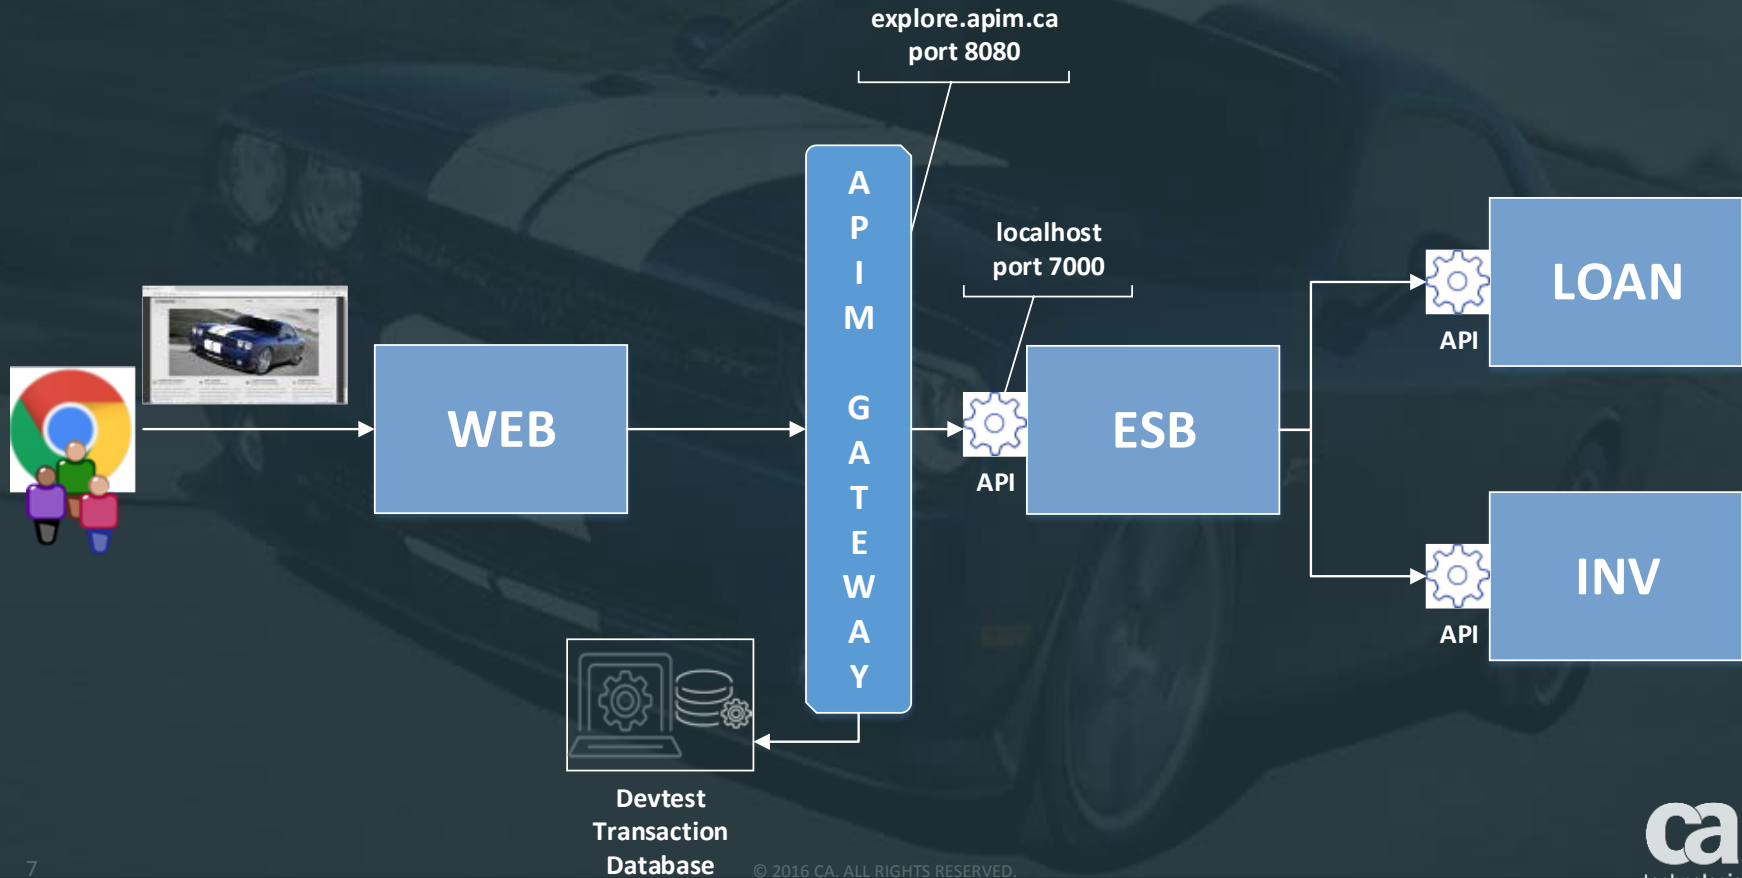 explore.apim.ca
port 8080
A
P
I
M
G
A
T
E
W
A
Y
localhost
port 7000
WEB
API
ESB
LOAN
API
INV
API
Devtest
Transaction
Database
7
© 2016 CA. ALL RIGHTS RESERVED.
ca